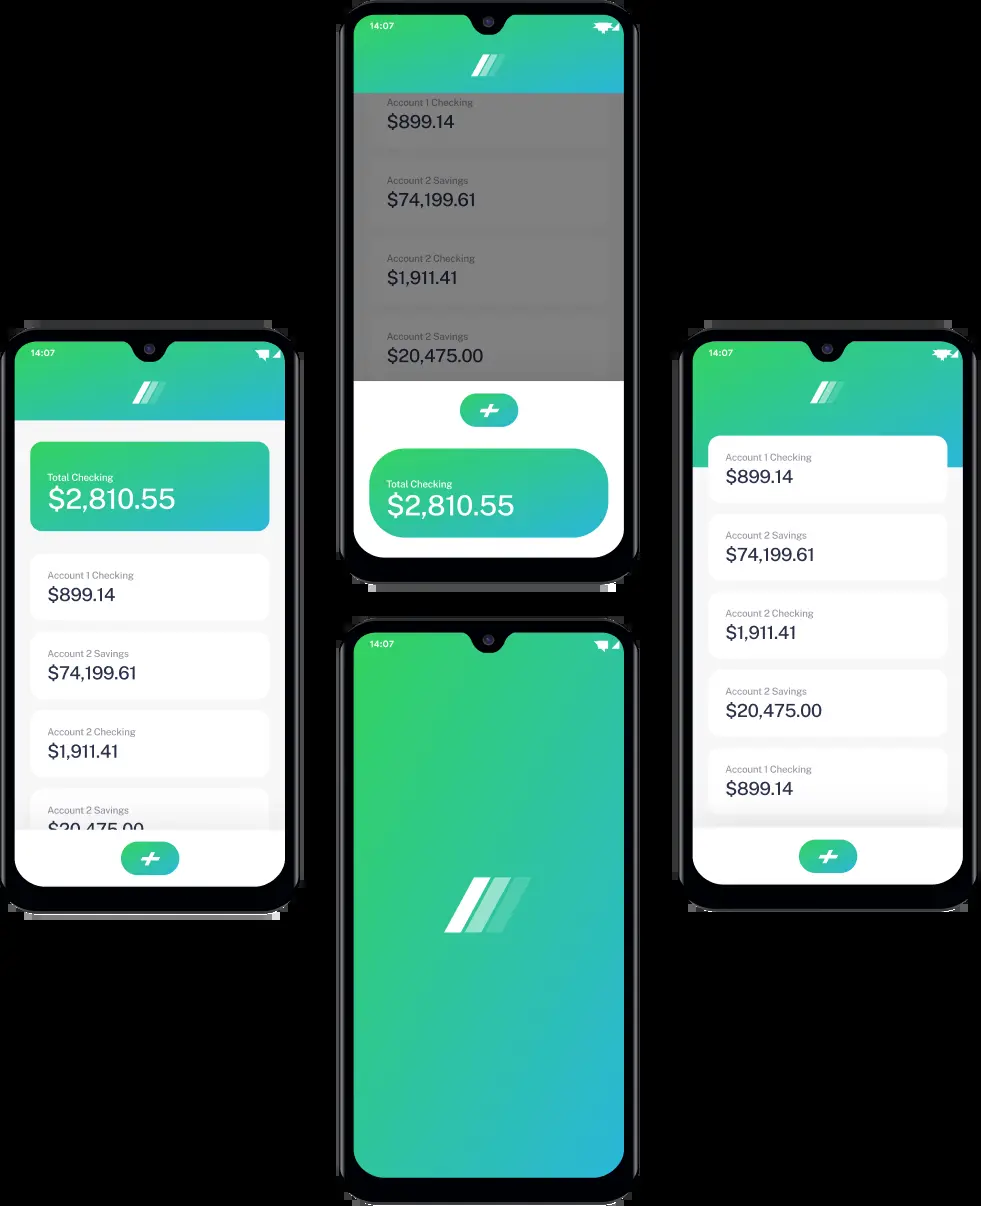 14:07
Account 1 Checking
$899.14
Account 2 Savings
$74,199.61
Account 2 Checking
$1,911.41
Account 2 Savings
$20,475.00
Total Checking
$2,810.55
14:07
Total Checking
$2,810.55
Account 1 Checking
$899.14
Account 2 Savings
$74,199.61
Account 2 Checking
$1,911.41
Account 2 Savings
$20,475.00
14:07
Account 1 Checking
$899.14
Account 2 Savings
$74,199.61
Account 2 Checking
$1,911.41
Account 2 Savings
$20,475.00
Account 1 Checking
$899.14
14:07